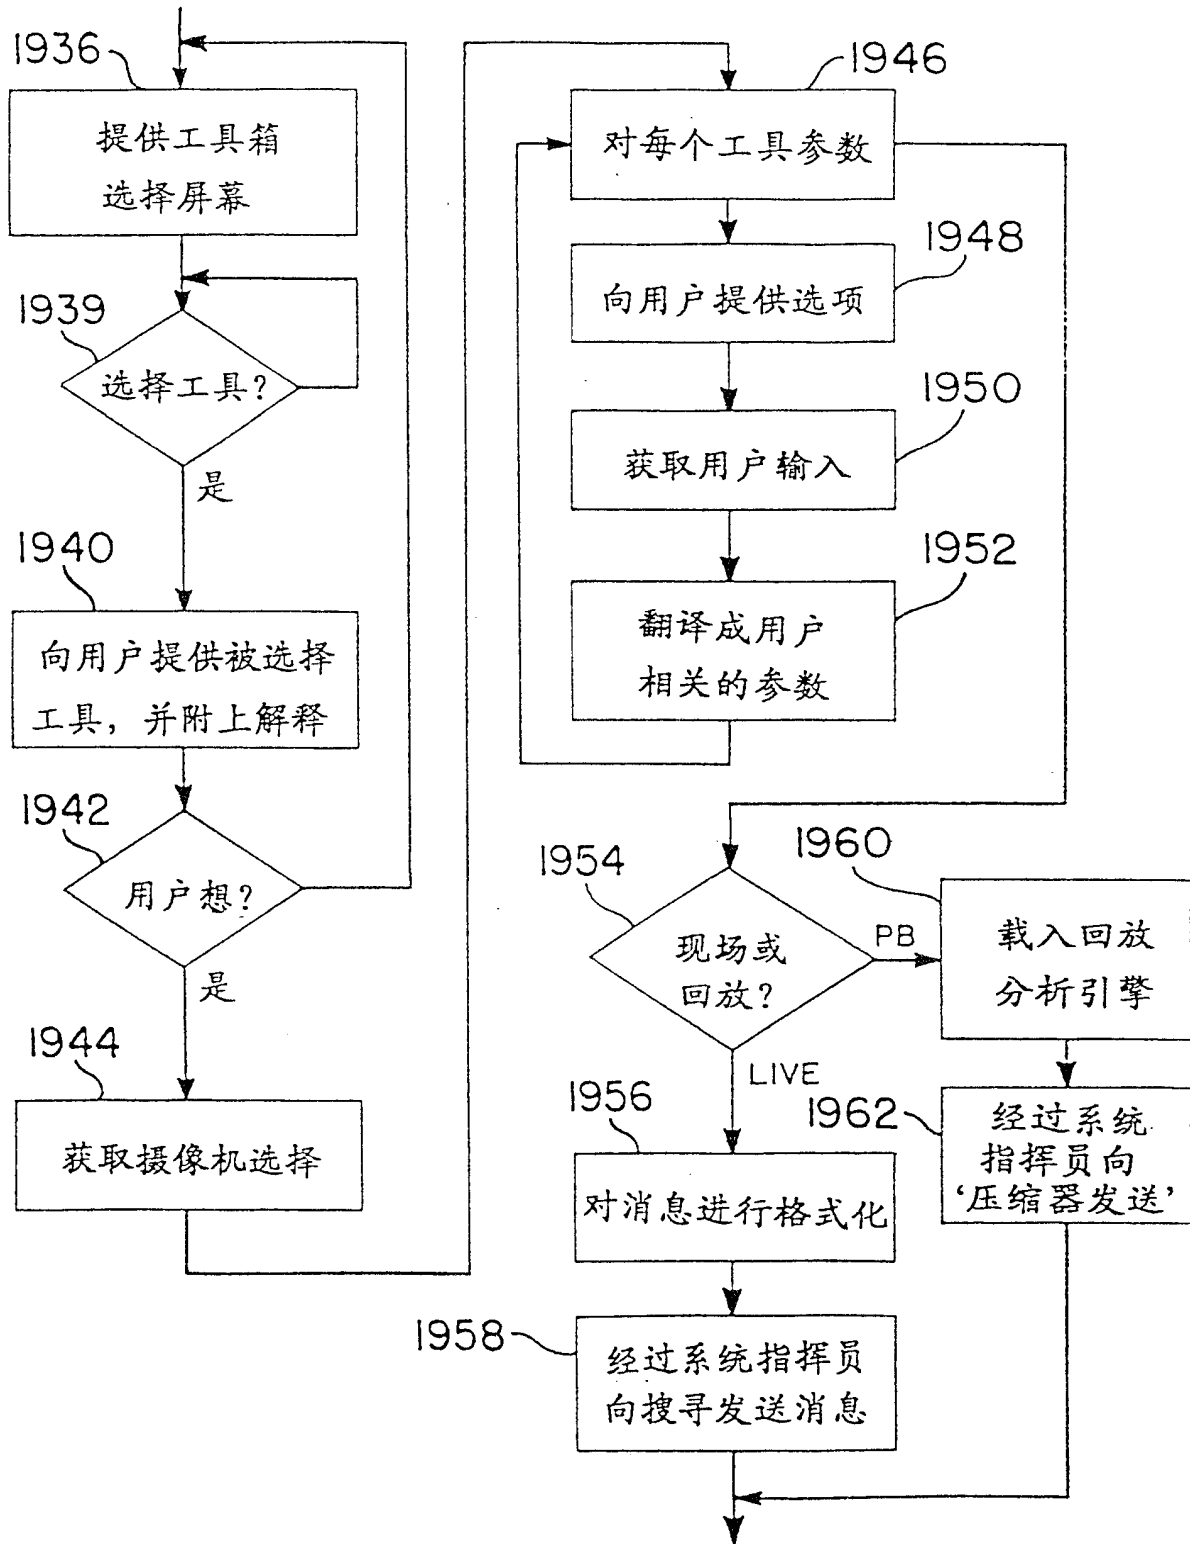 1936
提供工具箱
选择屏幕
1939
选择工具?
是
1940
向用户提供被选择
工具，并附上解释
1942
用户想?
是
1944
获取摄像机选择
1946
对每个工具参数
1948
向用户提供选项
1950
获取用户输入
1952
翻译成用户
相关的参数
1954
现场或
回放?
PB
LIVE
1960
载入回放
分析引擎
1962
经过系统
指挥员向
‘压缩器发送’
1956
对消息进行格式化
1958
经过系统指挥员
向搜寻发送消息